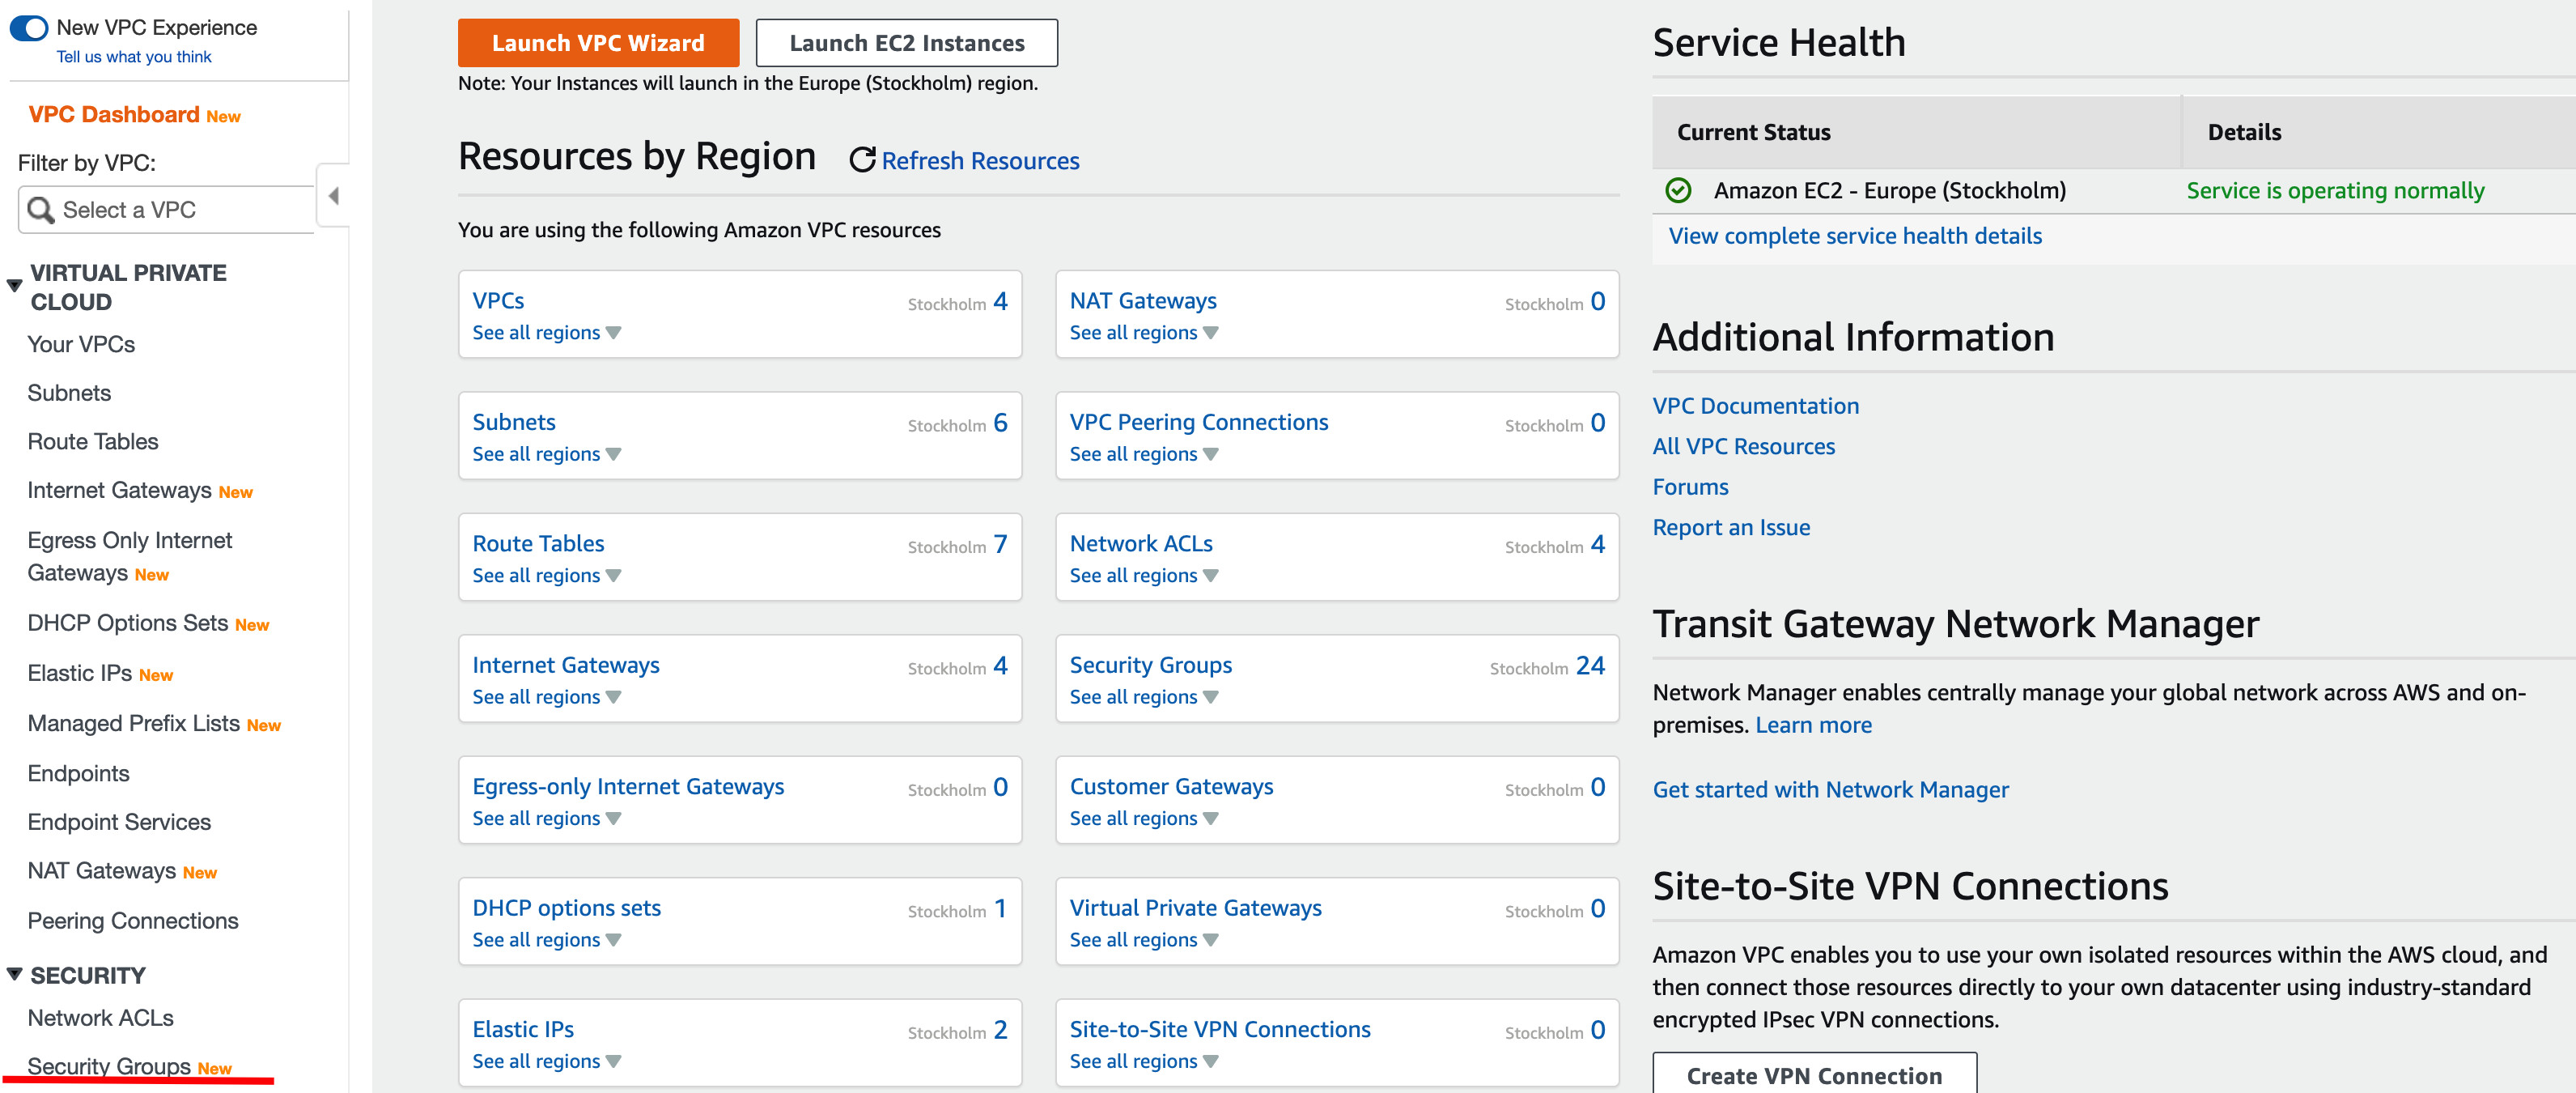 New VPC Experience
Tell us what you think
VPC Dashboard New
Filter by VPC:
Select a VPC
VIRTUAL PRIVATE
CLOUD
Your VPCs
Subnets
Route Tables
Internet Gateways New
Egress Only Internet
Gateways New
DHCP Options Sets New
Elastic IPs New
Managed Prefix Lists New
Endpoints
Endpoint Services
NAT Gateways New
Peering Connections
SECURITY
Network ACLs
Security Groups New
Launch VPC Wizard
Launch EC2 Instances
Note: Your Instances will launch in the Europe (Stockholm) region.
Resources by Region
Refresh Resources
You are using the following Amazon VPC resources
VPCs Stockholm 4
See all regions
NAT Gateways Stockholm 0
See all regions
Subnets Stockholm 6
See all regions
VPC Peering Connections Stockholm 0
See all regions
Route Tables Stockholm 7
See all regions
Network ACLs Stockholm 4
See all regions
Internet Gateways Stockholm 4
See all regions
Security Groups Stockholm 24
See all regions
Egress-only Internet Gateways Stockholm 0
See all regions
Customer Gateways Stockholm 0
See all regions
DHCP options sets Stockholm 1
See all regions
Virtual Private Gateways Stockholm 0
See all regions
Elastic IPs Stockholm 2
See all regions
Site-to-Site VPN Connections Stockholm 0
See all regions
Service Health
Current Status Details
Amazon EC2 - Europe (Stockholm) Service is operating normally
View complete service health details
Additional Information
VPC Documentation
All VPC Resources
Forums
Report an Issue
Transit Gateway Network Manager
Network Manager enables centrally manage your global network across AWS and on-
premises. Learn more
Get started with Network Manager
Site-to-Site VPN Connections
Amazon VPC enables you to use your own isolated resources within the AWS cloud, and
then connect those resources directly to your own datacenter using industry-standard
encrypted IPsec VPN connections.
Create VPN Connection